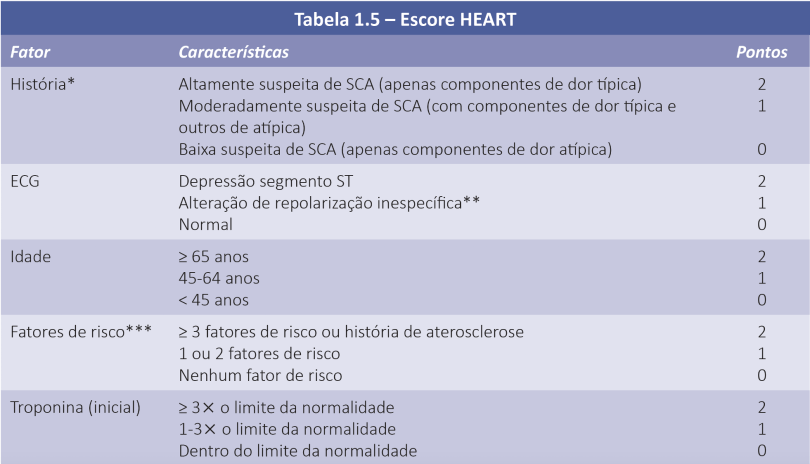 Tabela 1.5 – Escore HEART
Fator Características Pontos
História* Altamente suspeita de SCA (apenas componentes de dor típica) 2
Moderadamente suspeita de SCA (com componentes de dor típica e 1
outros de atípica)
Baixa suspeita de SCA (apenas componentes de dor atípica) 0
ECG Depressão segmento ST 2
Alteração de repolarização inespecífica** 1
Normal 0
Idade ≥ 65 anos 2
45-64 anos 1
< 45 anos 0
Fatores de risco*** ≥ 3 fatores de risco ou história de aterosclerose 2
1 ou 2 fatores de risco 1
Nenhum fator de risco 0
Troponina (inicial) ≥ 3× o limite da normalidade 2
1-3× o limite da normalidade 1
Dentro do limite da normalidade 0